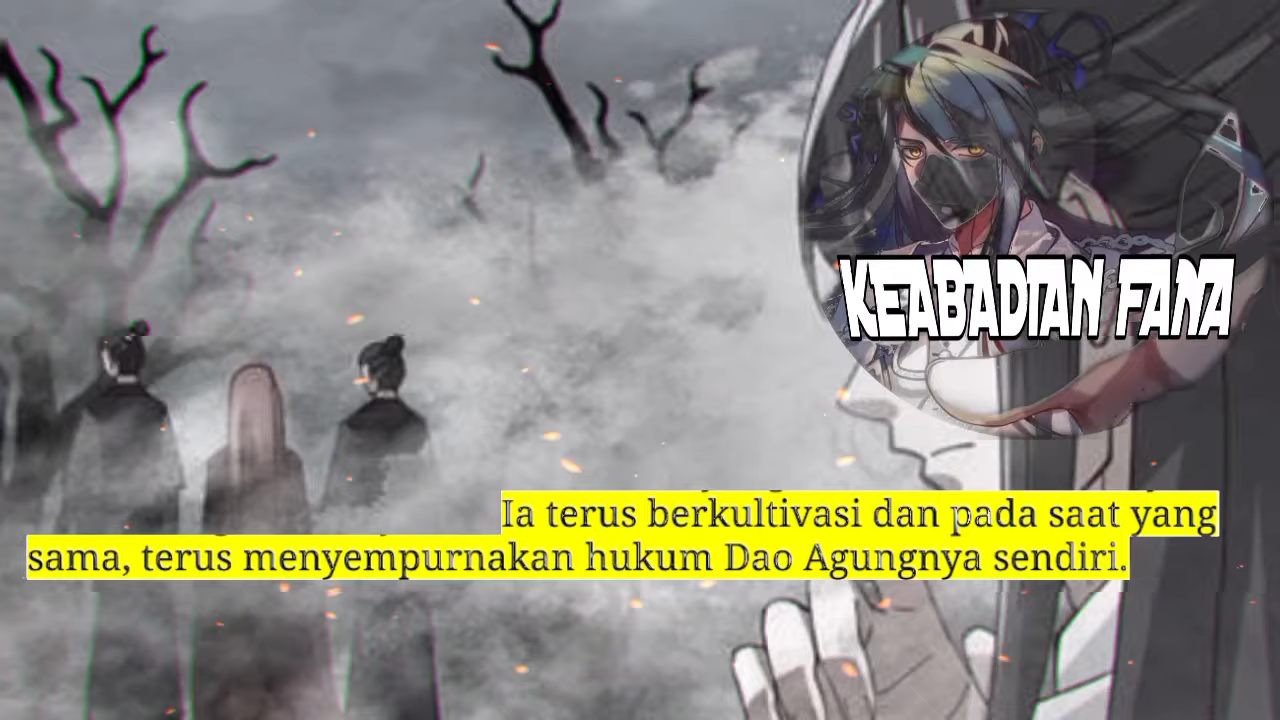 KEABADIAN FANA
Ia terus berkultivasi dan pada saat yang
sama, terus menyempurnakan hukum Dao Agungnya sendiri.